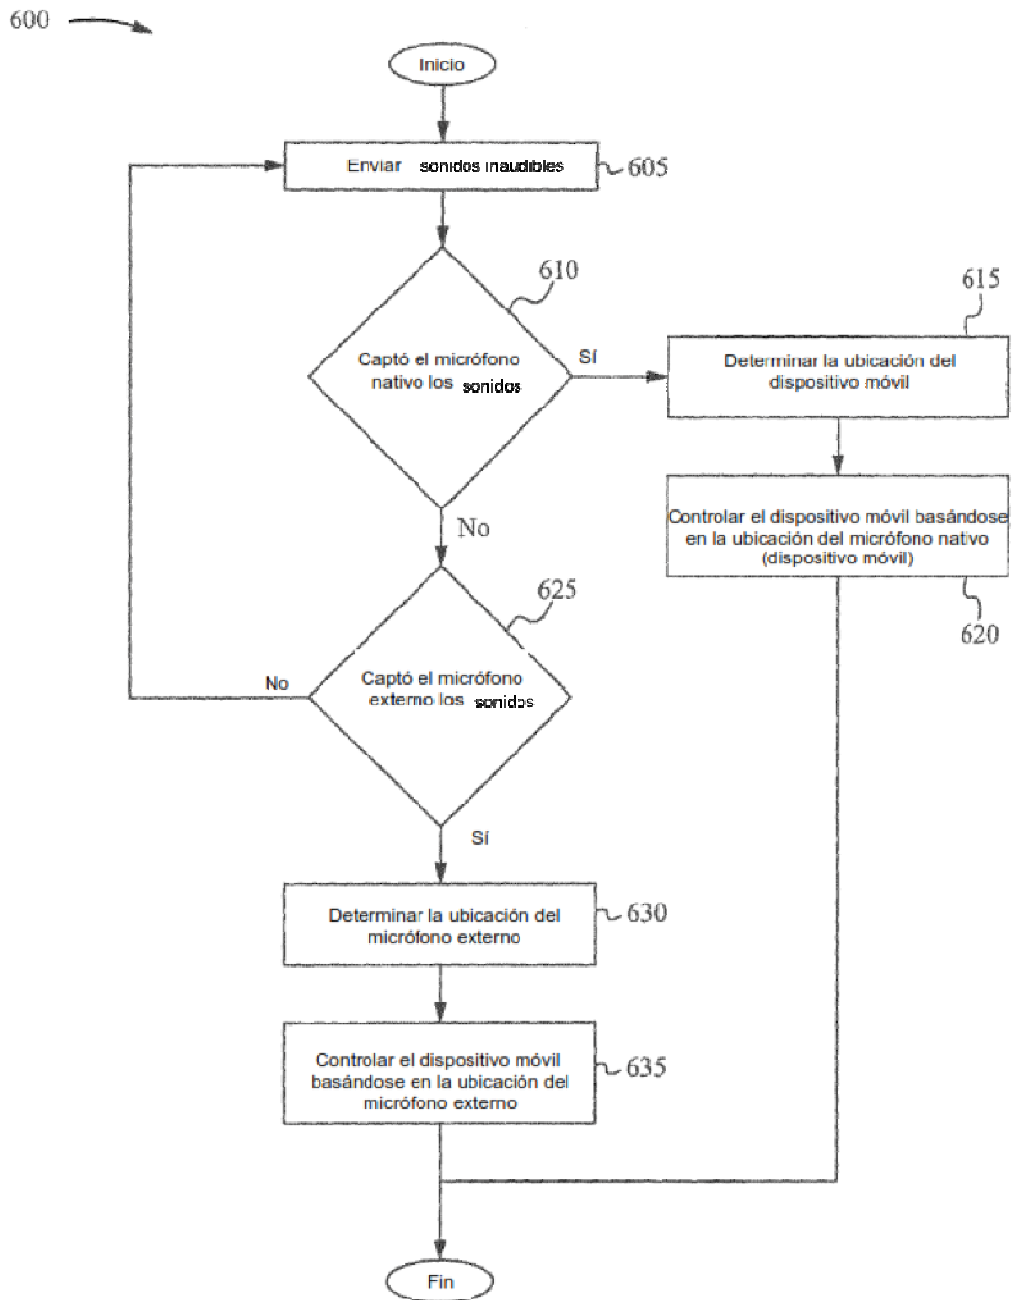 600
Inicio
Enviar sonidos inaudibles
605
610
Captó el micrófono
nativo los sonidos
Sí
615
Determinar la ubicación del
dispositivo móvil
Controlar el dispositivo móvil basándose
en la ubicación del micrófono nativo
(dispositivo móvil)
620
No
625
Captó el micrófono
externo los sonidos
No
Sí
Determinar la ubicación del
micrófono externo
630
Controlar el dispositivo móvil
basándose en la ubicación del
micrófono externo
635
Fin